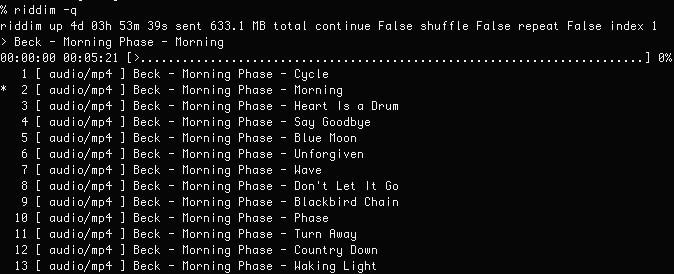 % riddim -q
riddim up 4d 03h 53m 39s sent 633.1 MB total continue False shuffle False repeat False index 1
> Beck - Morning Phase - Morning
00:00:00 00:05:21 [>.......................................................................] 0%
1 [ audio/mp4 ] Beck - Morning Phase - Cycle
* 2 [ audio/mp4 ] Beck - Morning Phase - Morning
3 [ audio/mp4 ] Beck - Morning Phase - Heart Is a Drum
4 [ audio/mp4 ] Beck - Morning Phase - Say Goodbye
5 [ audio/mp4 ] Beck - Morning Phase - Blue Moon
6 [ audio/mp4 ] Beck - Morning Phase - Unforgiven
7 [ audio/mp4 ] Beck - Morning Phase - Wave
8 [ audio/mp4 ] Beck - Morning Phase - Don't Let It Go
9 [ audio/mp4 ] Beck - Morning Phase - Blackbird Chain
10 [ audio/mp4 ] Beck - Morning Phase - Phase
11 [ audio/mp4 ] Beck - Morning Phase - Turn Away
12 [ audio/mp4 ] Beck - Morning Phase - Country Down
13 [ audio/mp4 ] Beck - Morning Phase - Waking Light